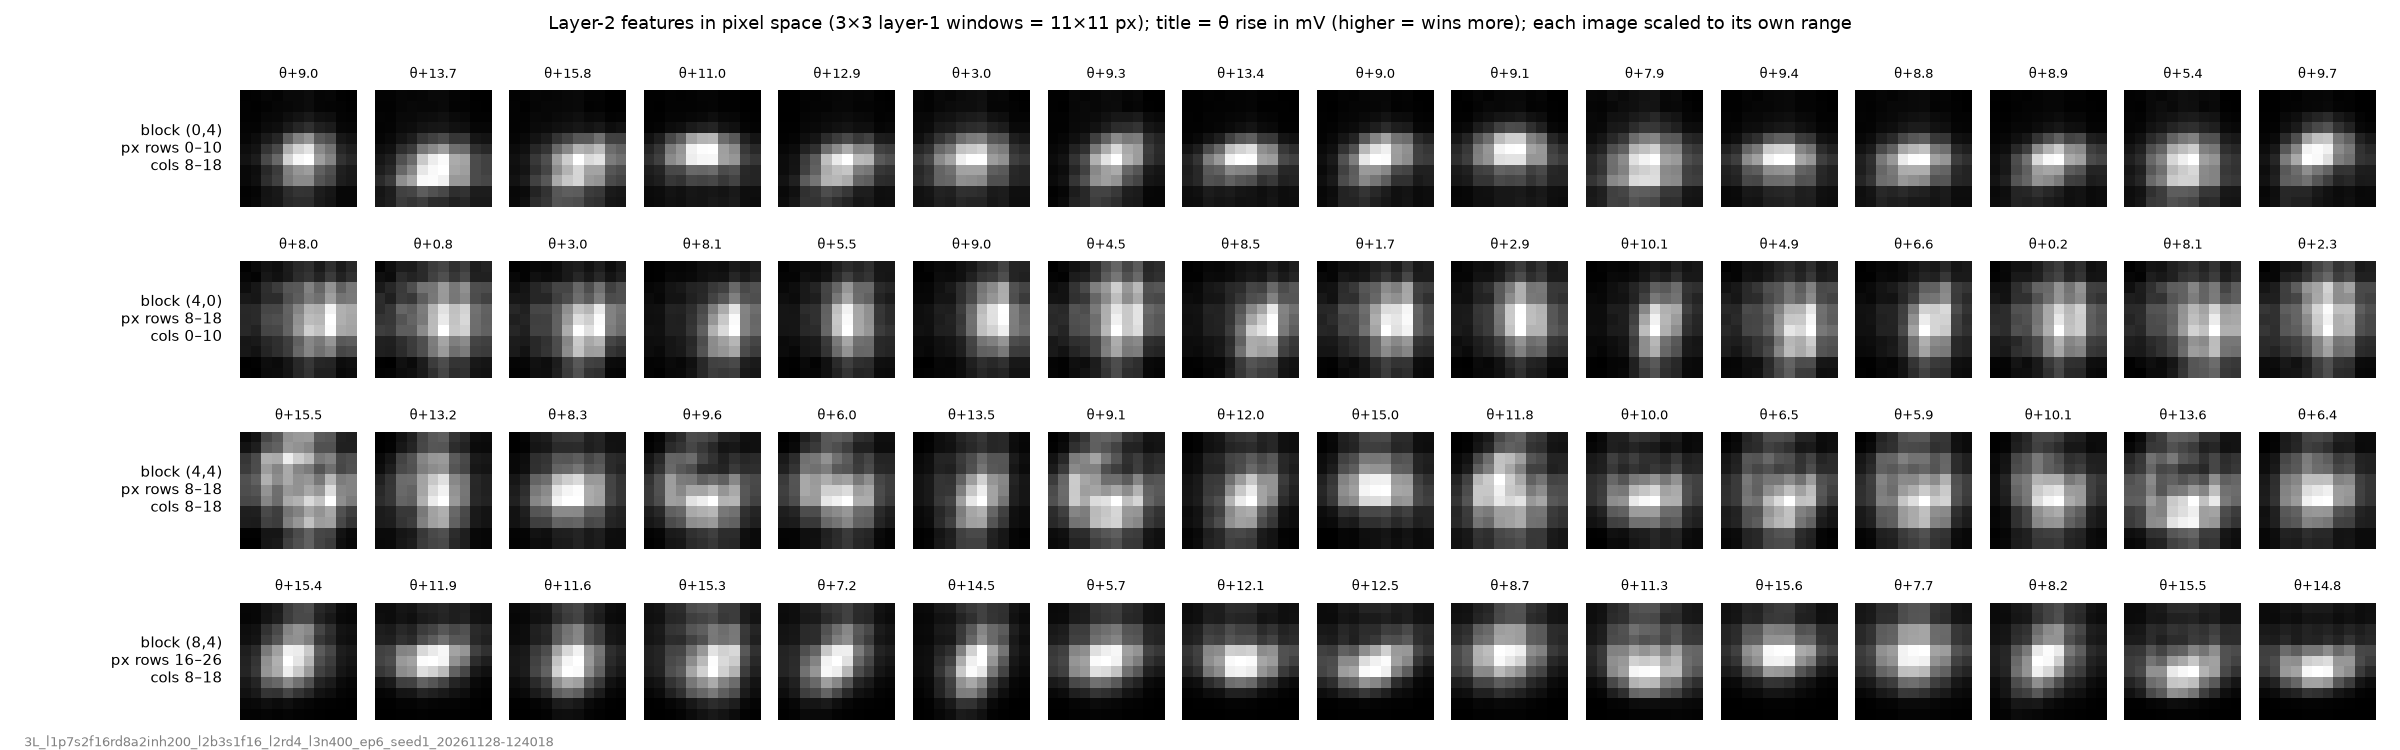 Layer-2 features in pixel space (3×3 layer-1 windows = 11×11 px); title = θ rise in mV (higher = wins more); each image scaled to its own range
θ+9.0 θ+13.7 θ+15.8 θ+11.0 θ+12.9 θ+3.0 θ+9.3 θ+13.4 θ+9.0 θ+9.1 θ+7.9 θ+9.4 θ+8.8 θ+8.9 θ+5.4 θ+9.7
block (0,4)
px rows 0–10
cols 8–18
θ+8.0 θ+0.8 θ+3.0 θ+8.1 θ+5.5 θ+9.0 θ+4.5 θ+8.5 θ+1.7 θ+2.9 θ+10.1 θ+4.9 θ+6.6 θ+0.2 θ+8.1 θ+2.3
block (4,0)
px rows 8–18
cols 0–10
θ+15.5 θ+13.2 θ+8.3 θ+9.6 θ+6.0 θ+13.5 θ+9.1 θ+12.0 θ+15.0 θ+11.8 θ+10.0 θ+6.5 θ+5.9 θ+10.1 θ+13.6 θ+6.4
block (4,4)
px rows 8–18
cols 8–18
θ+15.4 θ+11.9 θ+11.6 θ+15.3 θ+7.2 θ+14.5 θ+5.7 θ+12.1 θ+12.5 θ+8.7 θ+11.3 θ+15.6 θ+7.7 θ+8.2 θ+15.5 θ+14.8
block (8,4)
px rows 16–26
cols 8–18
3L_l1p7s2f16rd8a2inh200_l2b3s1f16_l2rd4_l3n400_ep6_seed1_20261128-124018